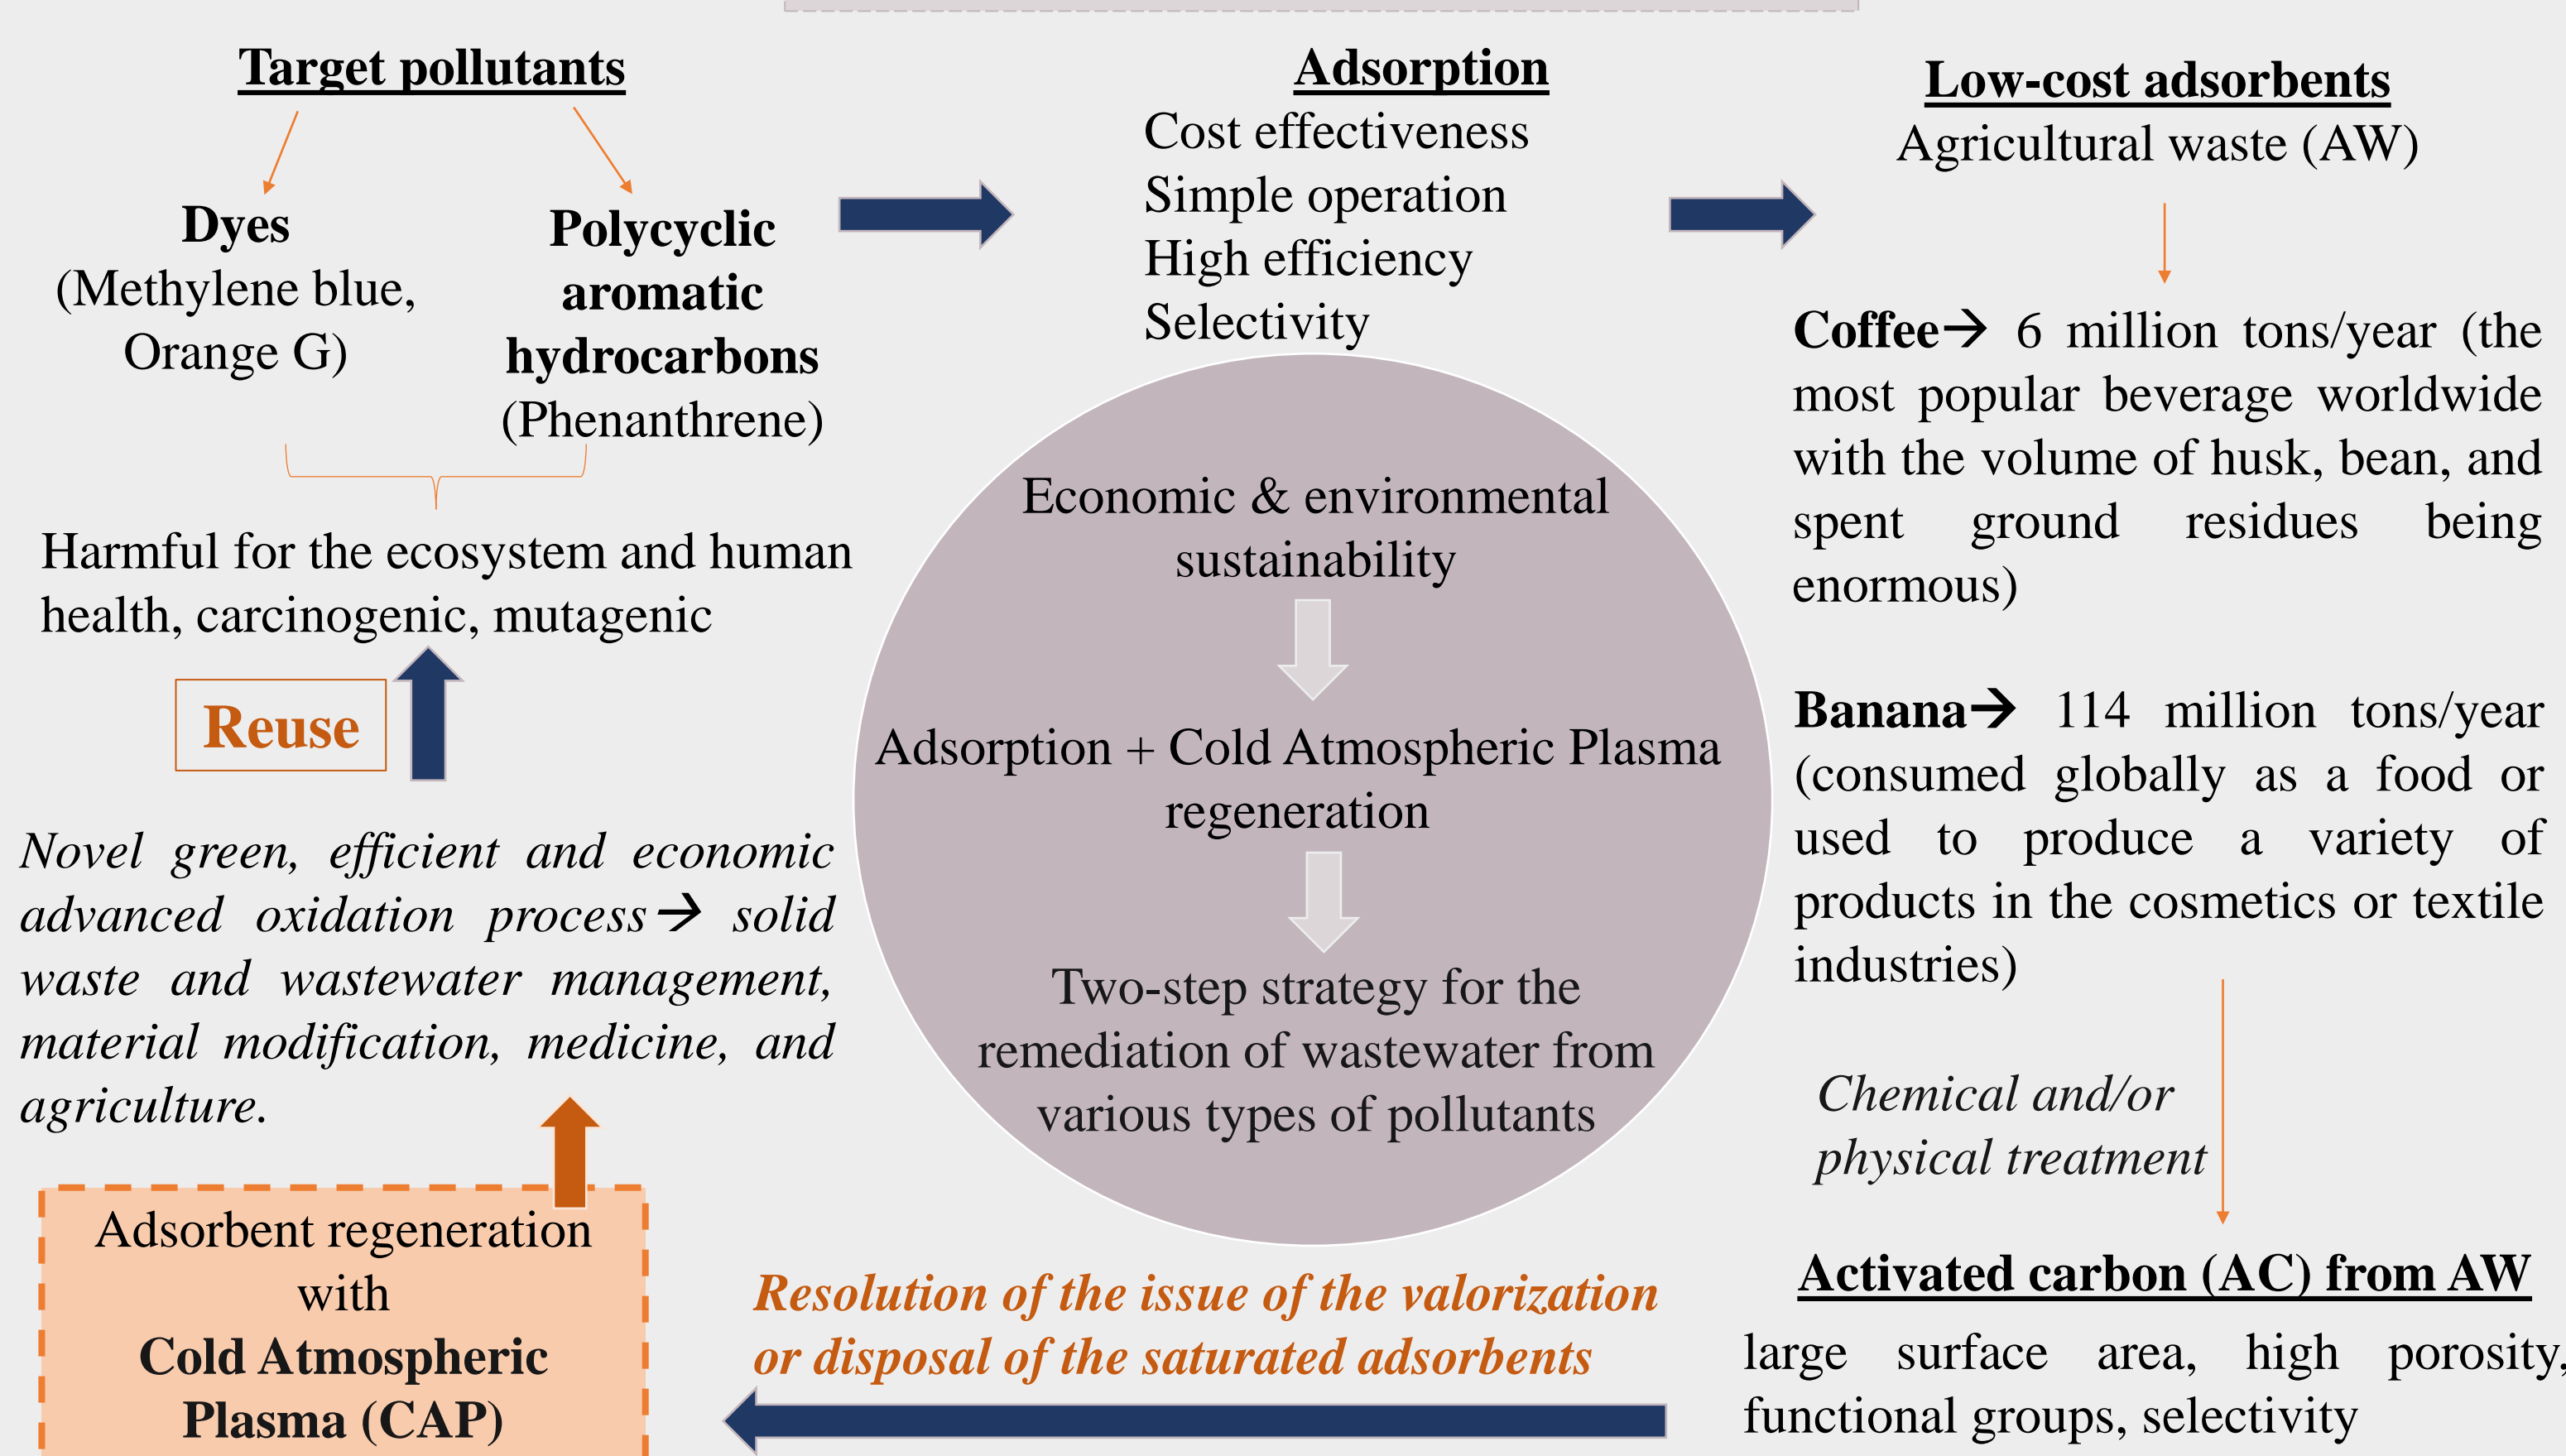 Target pollutants
Dyes
(Methylene blue,
Orange G)
Polycyclic
aromatic
hydrocarbons
(Phenanthrene)
Harmful for the ecosystem and human
health, carcinogenic, mutagenic
Adsorption
Cost effectiveness
Simple operation
High efficiency
Selectivity
Low-cost adsorbents
Agricultural waste (AW)
Coffee→ 6 million tons/year (the
most popular beverage worldwide
with the volume of husk, bean, and
spent ground residues being
enormous)
Banana→ 114 million tons/year
(consumed globally as a food or
used to produce a variety of
products in the cosmetics or textile
industries)
Chemical and/or
physical treatment
Activated carbon (AC) from AW
large surface area, high porosity,
functional groups, selectivity
Resolution of the issue of the valorization
or disposal of the saturated adsorbents
Adsorbent regeneration
with
Cold Atmospheric
Plasma (CAP)
Novel green, efficient and economic
advanced oxidation process→ solid
waste and wastewater management,
material modification, medicine, and
agriculture.
Reuse
Economic & environmental
sustainability
Adsorption + Cold Atmospheric Plasma
regeneration
Two-step strategy for the
remediation of wastewater from
various types of pollutants